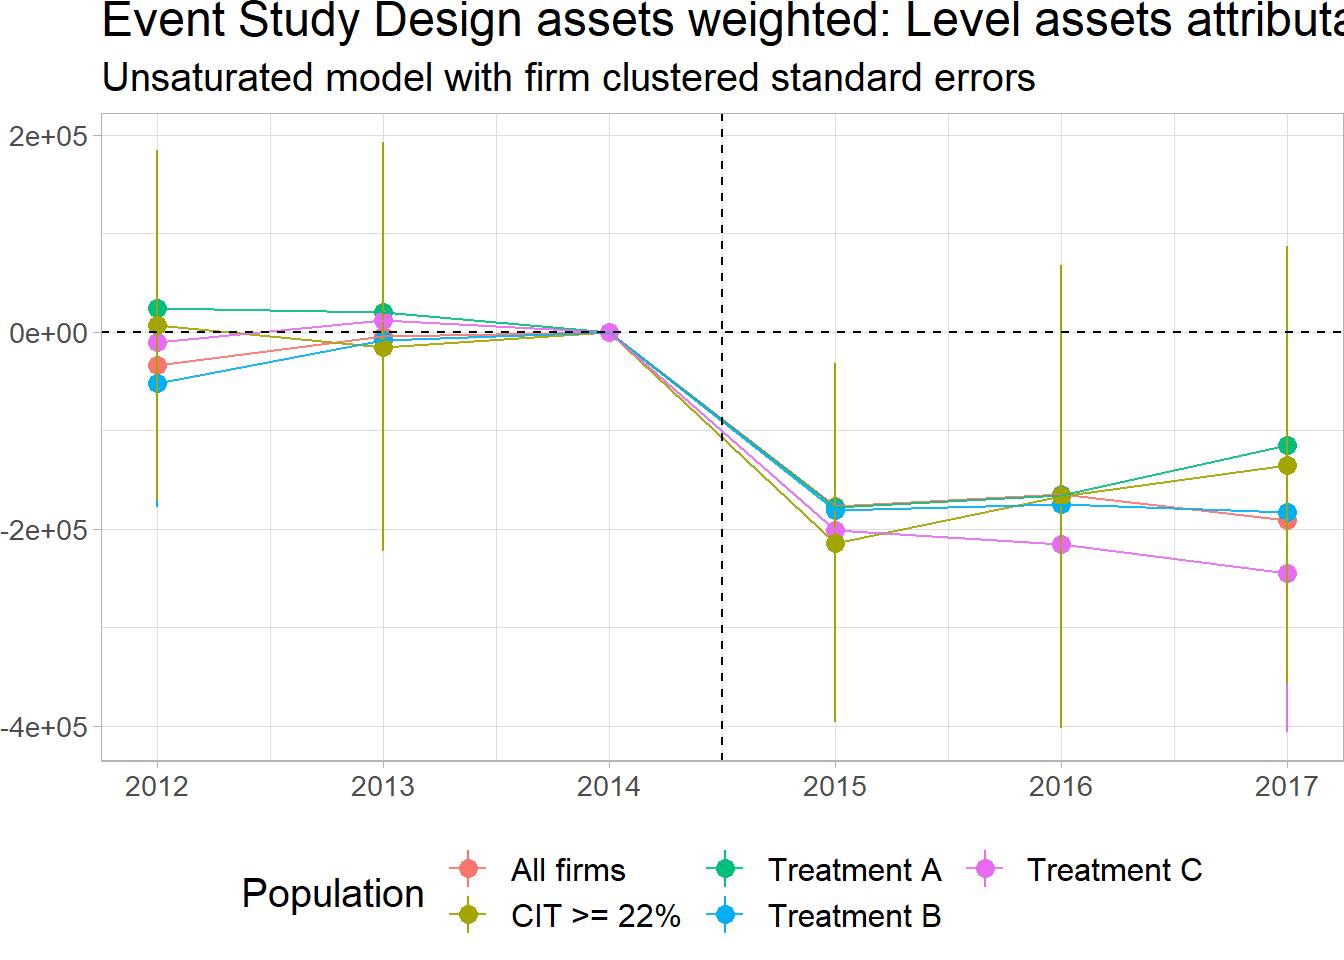 Event Study Design assets weighted: Level assets attributa
Unsaturated model with firm clustered standard errors
2e+05
0e+00
-2e+05
-4e+05
2012 2013 2014 2015 2016 2017
Population
All firms Treatment A Treatment C
CIT >= 22% Treatment B